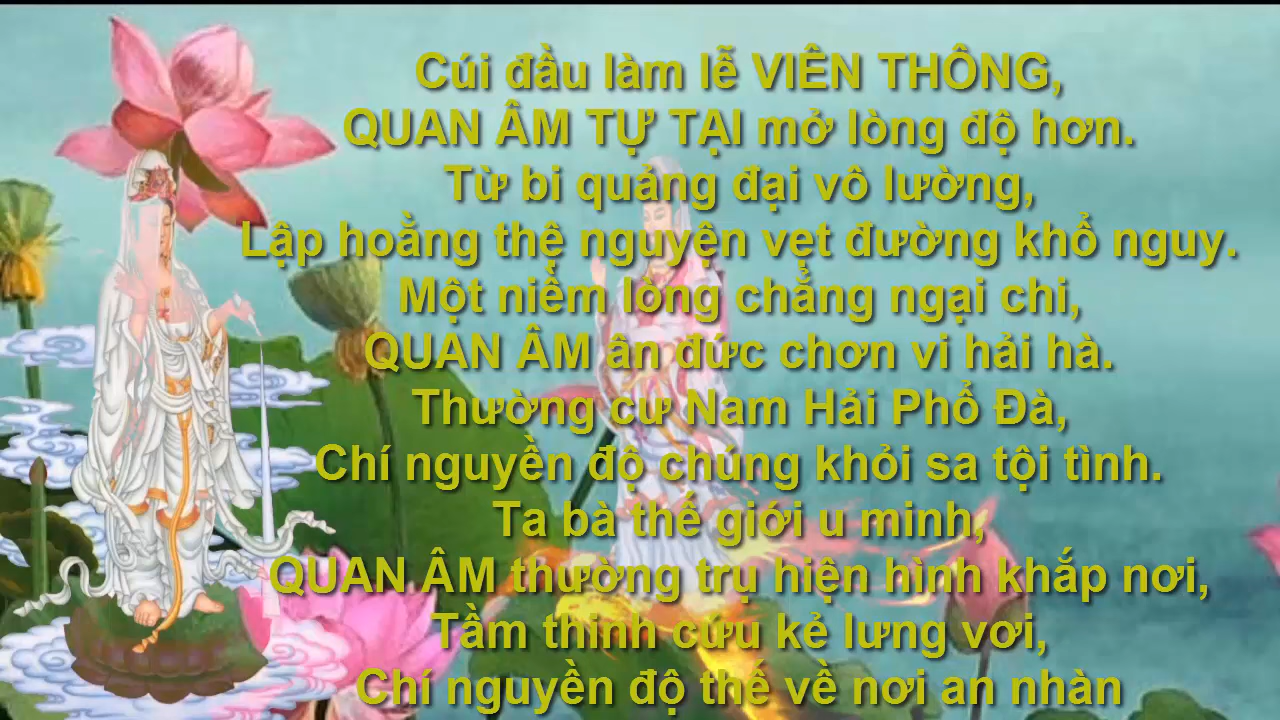 Cúi đầu làm lễ VIÊN THÔNG,
QUAN ÂM TỰ TẠI mở lòng độ hơn.
Từ bi quảng đại vô lường,
Lập hoằng thệ nguyện vẹt đường khổ nguy.
Một niềm lòng chẳng ngại chi,
QUAN ÂM ân đức chơn vi hải hà.
Thường cư Nam Hải Phổ Đà,
Chí nguyền độ chúng khỏi sa tội tình.
Ta bà thế giới u minh,
QUAN ÂM thường trụ hiện hình khắp nơi,
Tầm thinh cứu kẻ lưng vơi,
Chí nguyền độ thế về nơi an nhàn